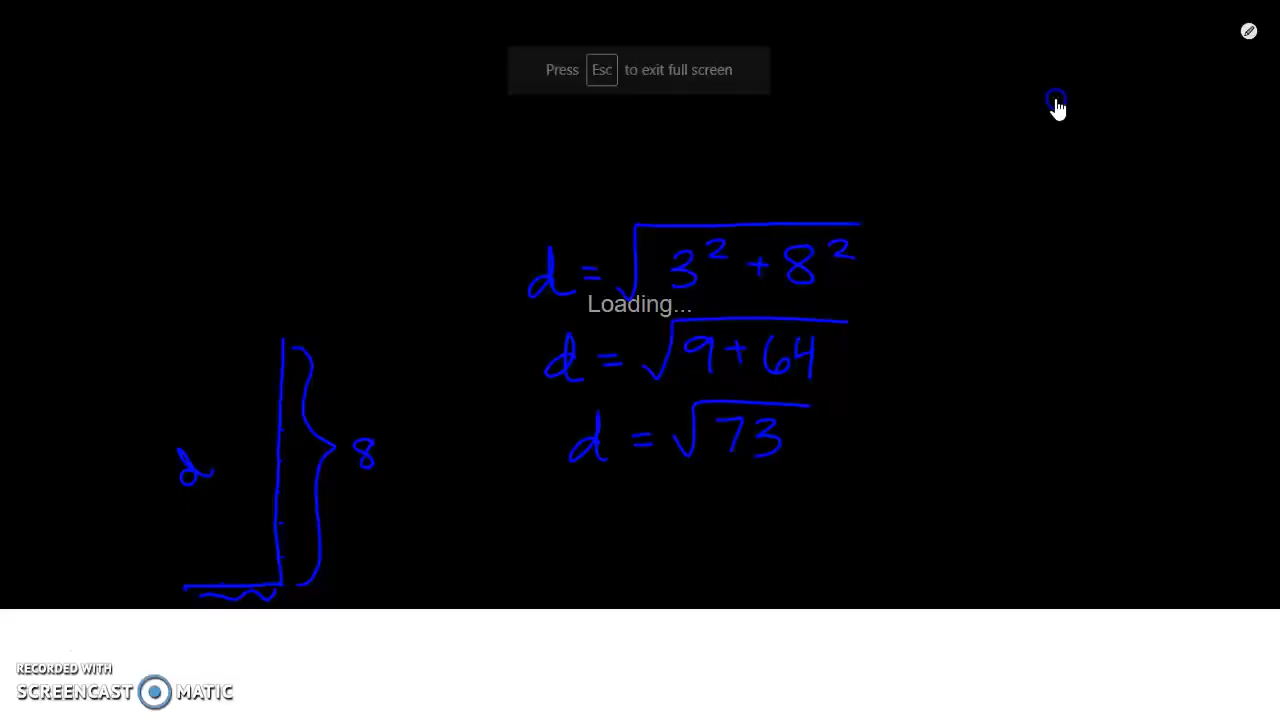 Press Esc to exit full screen
d = √3² + 8²
Loading...
d = √9 + 64
d = √73
d
8
RECORDED WITH
SCREENCAST MATIC